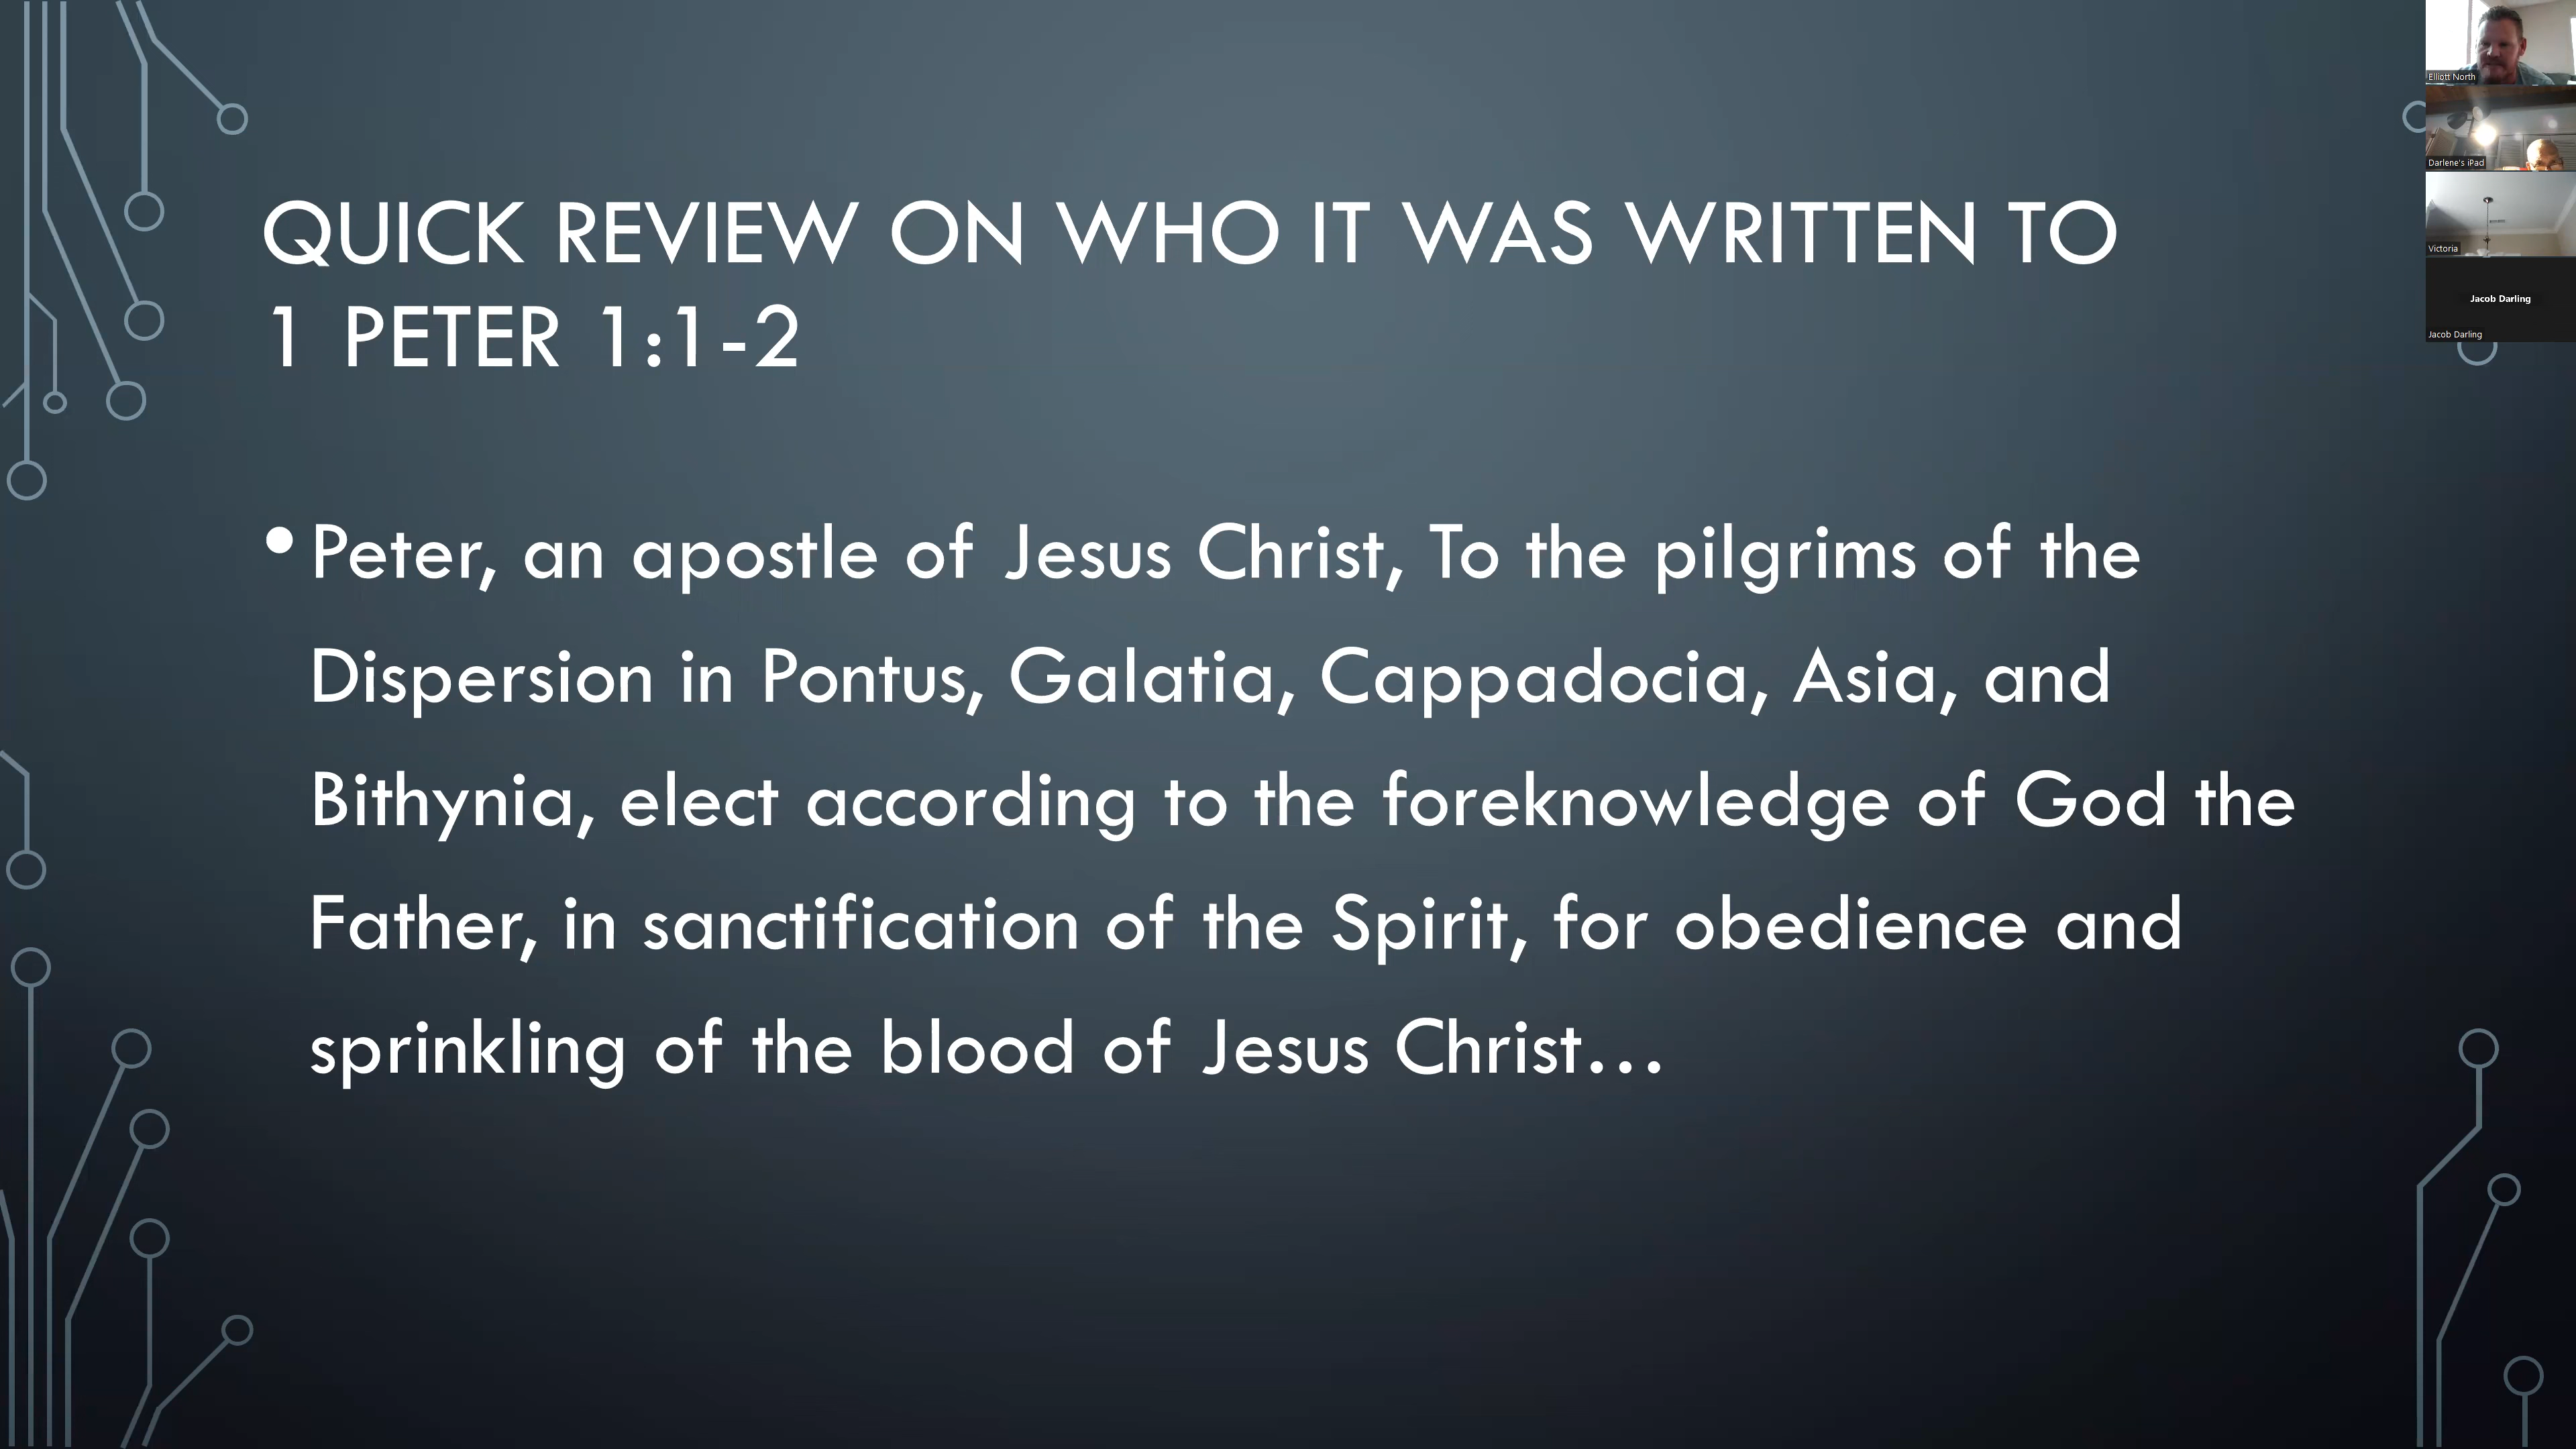 QUICK REVIEW ON WHO IT WAS WRITTEN TO
1 PETER 1:1-2
• Peter, an apostle of Jesus Christ, To the pilgrims of the
Dispersion in Pontus, Galatia, Cappadocia, Asia, and
Bithynia, elect according to the foreknowledge of God the
Father, in sanctification of the Spirit, for obedience and
sprinkling of the blood of Jesus Christ...
Elliott North
Darlene's iPad
Victoria
Jacob Darling
Jacob Darling